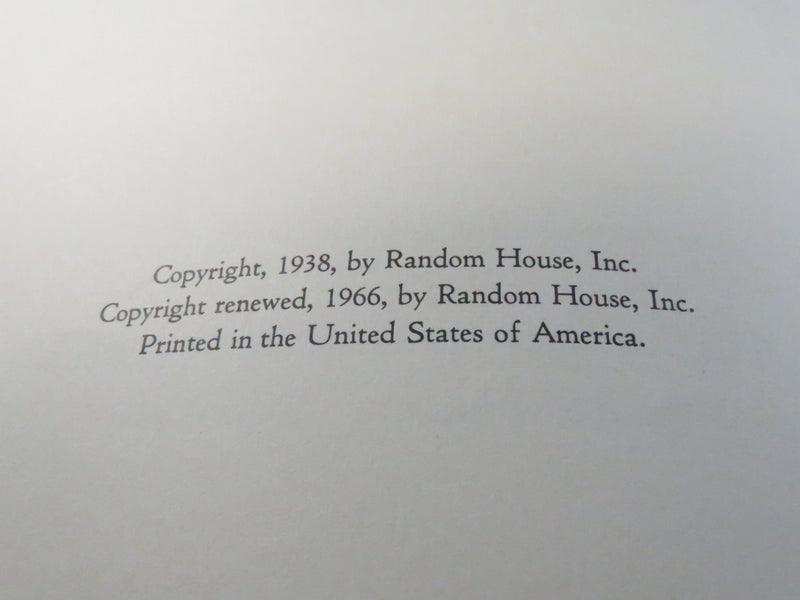 Copyright, 1938, by Random House, Inc.
Copyright renewed, 1966, by Random House, Inc.
Printed in the United States of America.